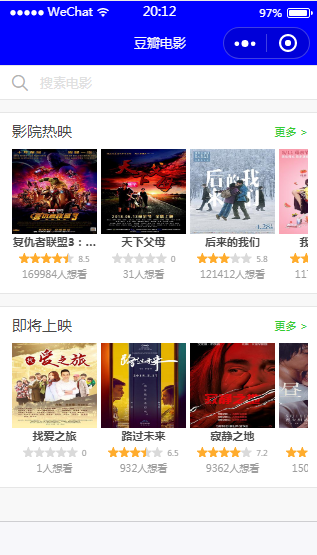 WeChat 20:12 97%
豆瓣电影
搜索电影
影院热映 更多 >
复仇者联盟3：... 天下父母 后来的我们 我
8.5 0 5.8
169984人想看 31人想看 121412人想看 117
即将上映 更多 >
找爱之旅 路过未来 寂静之地
0 6.5 7.2
1人想看 932人想看 9362人想看 150